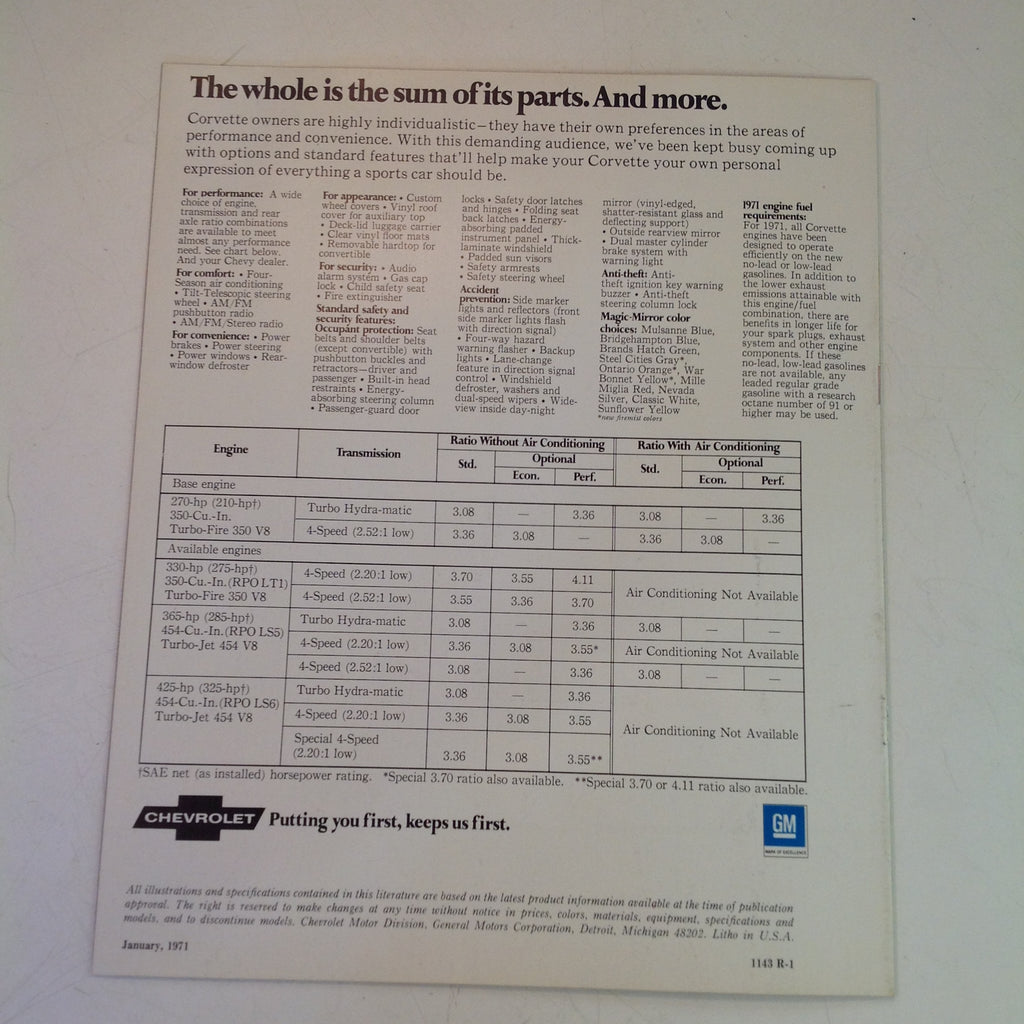 The whole is the sum of its parts. And more.
Corvette owners are highly individualistic—they have their own preferences in the areas of
performance and convenience. With this demanding audience, we've been kept busy coming up
with options and standard features that'll help make your Corvette your own personal
expression of everything a sports car should be.
For performance: A wide
choice of engine,
transmission and rear
axle ratio combinations
are available to meet
almost any performance
need. See chart below.
And your Chevy dealer.
For comfort: • Four-
Season air conditioning
• Tilt-Telescopic steering
wheel • AM/FM
pushbutton radio
• AM/FM/Stereo radio
For convenience: • Power
brakes • Power steering
• Power windows • Rear-
window defroster
For appearance: • Custom
wheel covers • Vinyl roof
cover for auxiliary top
• Deck-lid luggage carrier
• Clear vinyl floor mats
• Removable hardtop for
convertible
For security: • Audio
alarm system • Gas cap
lock • Child safety seat
• Fire extinguisher
Standard safety and
security features:
Occupant protection: Seat
belts and shoulder belts
(except convertible) with
pushbutton buckles and
retractors—driver and
passenger • Built-in head
restraints • Energy-
absorbing steering column
• Passenger-guard door
locks • Safety door latches
and hinges • Folding seat
back latches • Energy-
absorbing padded
instrument panel • Thick-
laminate windshield
• Padded sun visors
• Safety armrests
• Safety steering wheel
Accident
prevention: Side marker
lights and reflectors (front
side marker lights flash
with direction signal)
• Four-way hazard
warning flasher • Backup
lights • Lane-change
feature in direction signal
control • Windshield
defroster, washers and
dual-speed wipers • Wide-
view inside day-night
mirror (vinyl-edged,
shatter-resistant glass and
deflecting support)
• Outside rearview mirror
• Dual master cylinder
brake system with
warning light
Anti-theft: Anti-
theft ignition key warning
buzzer • Anti-theft
steering column lock
Magic-Mirror color
choices: Mulsanne Blue,
Bridgehampton Blue,
Brands Hatch Green,
Steel Cities Gray*,
Ontario Orange*, War
Bonnet Yellow*, Mille
Miglia Red, Nevada
Silver, Classic White,
Sunflower Yellow
*new firemist colors
1971 engine fuel
requirements:
For 1971, all Corvette
engines have been
designed to operate
efficiently on the new
no-lead or low-lead
gasolines. In addition to
the lower exhaust
emissions attainable with
this engine/fuel
combination, there are
benefits in longer life for
your spark plugs, exhaust
system and other engine
components. If these
no-lead, low-lead gasolines
are not available, any
leaded regular grade
gasoline with a research
octane number of 91 or
higher may be used.
Engine Transmission Ratio Without Air Conditioning Ratio With Air Conditioning
Std. Optional Std. Optional
Econ. Perf. Econ. Perf.
Base engine
270-hp (210-hp†)
350-Cu.-In.
Turbo-Fire 350 V8
Turbo Hydra-matic 3.08 — 3.36 3.08 — 3.36
4-Speed (2.52:1 low) 3.36 3.08 — 3.36 3.08 —
Available engines
330-hp (275-hp†)
350-Cu.-In. (RPO LT1)
Turbo-Fire 350 V8
4-Speed (2.20:1 low) 3.70 3.55 4.11 Air Conditioning Not Available
4-Speed (2.52:1 low) 3.55 3.36 3.70
365-hp (285-hp†)
454-Cu.-In. (RPO LS5)
Turbo-Jet 454 V8
Turbo Hydra-matic 3.08 — 3.36 3.08 — —
4-Speed (2.20:1 low) 3.36 3.08 3.55* Air Conditioning Not Available
4-Speed (2.52:1 low) 3.08 — 3.36 3.08 — —
425-hp (325-hp†)
454-Cu.-In. (RPO LS6)
Turbo-Jet 454 V8
Turbo Hydra-matic 3.08 — 3.36
4-Speed (2.20:1 low) 3.36 3.08 3.55 Air Conditioning Not Available
Special 4-Speed
(2.20:1 low) 3.36 3.08 3.55**
†SAE net (as installed) horsepower rating. *Special 3.70 ratio also available. **Special 3.70 or 4.11 ratio also available.
CHEVROLET Putting you first, keeps us first.
GM
MARK OF EXCELLENCE
All illustrations and specifications contained in this literature are based on the latest product information available at the time of publication
approval. The right is reserved to make changes at any time without notice in prices, colors, materials, equipment, specifications and
models, and to discontinue models. Chevrolet Motor Division, General Motors Corporation, Detroit, Michigan 48202. Litho in U.S.A.
January, 1971
1143 R-1